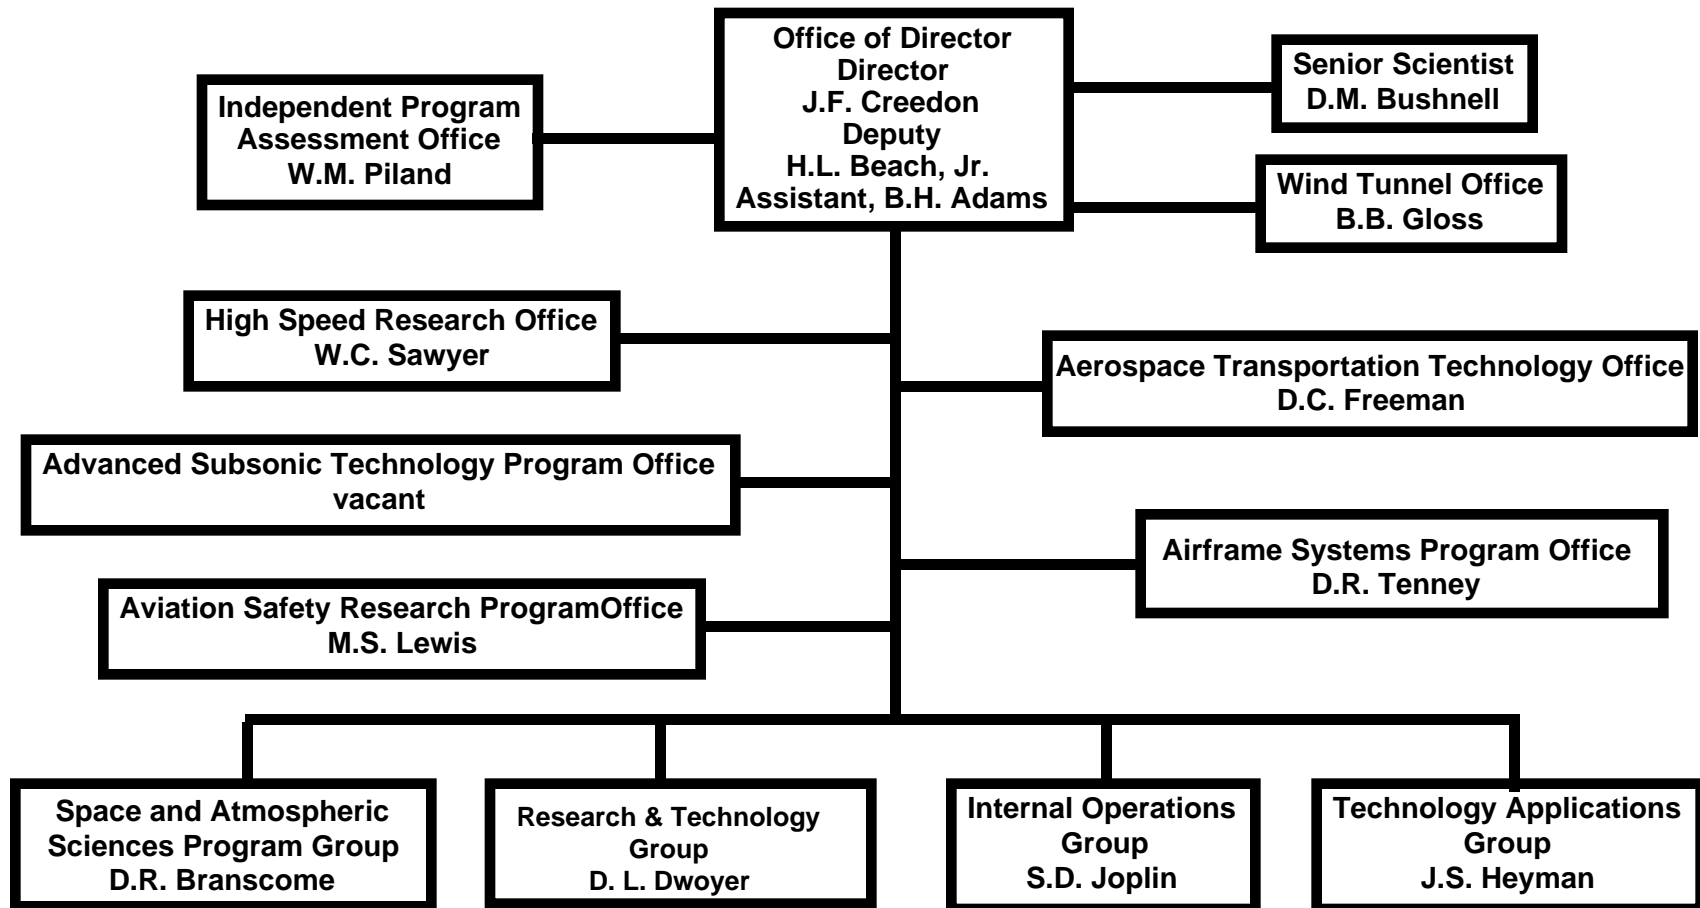 Office of Director
Director
J.F. Creedon
Deputy
H.L. Beach, Jr.
Assistant, B.H. Adams
Independent Program
Assessment Office
W.M. Piland
Senior Scientist
D.M. Bushnell
Wind Tunnel Office
B.B. Gloss
High Speed Research Office
W.C. Sawyer
Aerospace Transportation Technology Office
D.C. Freeman
Advanced Subsonic Technology Program Office
vacant
Airframe Systems Program Office
D.R. Tenney
Aviation Safety Research ProgramOffice
M.S. Lewis
Space and Atmospheric
Sciences Program Group
D.R. Branscome
Research & Technology
Group
D. L. Dwoyer
Internal Operations
Group
S.D. Joplin
Technology Applications
Group
J.S. Heyman